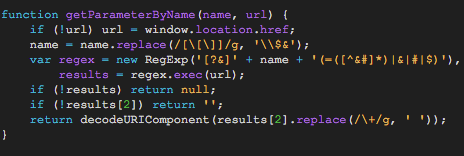 function getParameterByName(name, url) {
    if (!url) url = window.location.href;
    name = name.replace(/[\[\]]/g, '\\$&');
    var regex = new RegExp('[?&]' + name + '(=([^&#]*)|&|#|$)'),
        results = regex.exec(url);
    if (!results) return null;
    if (!results[2]) return '';
    return decodeURIComponent(results[2].replace(/\+/g, ' '));
}